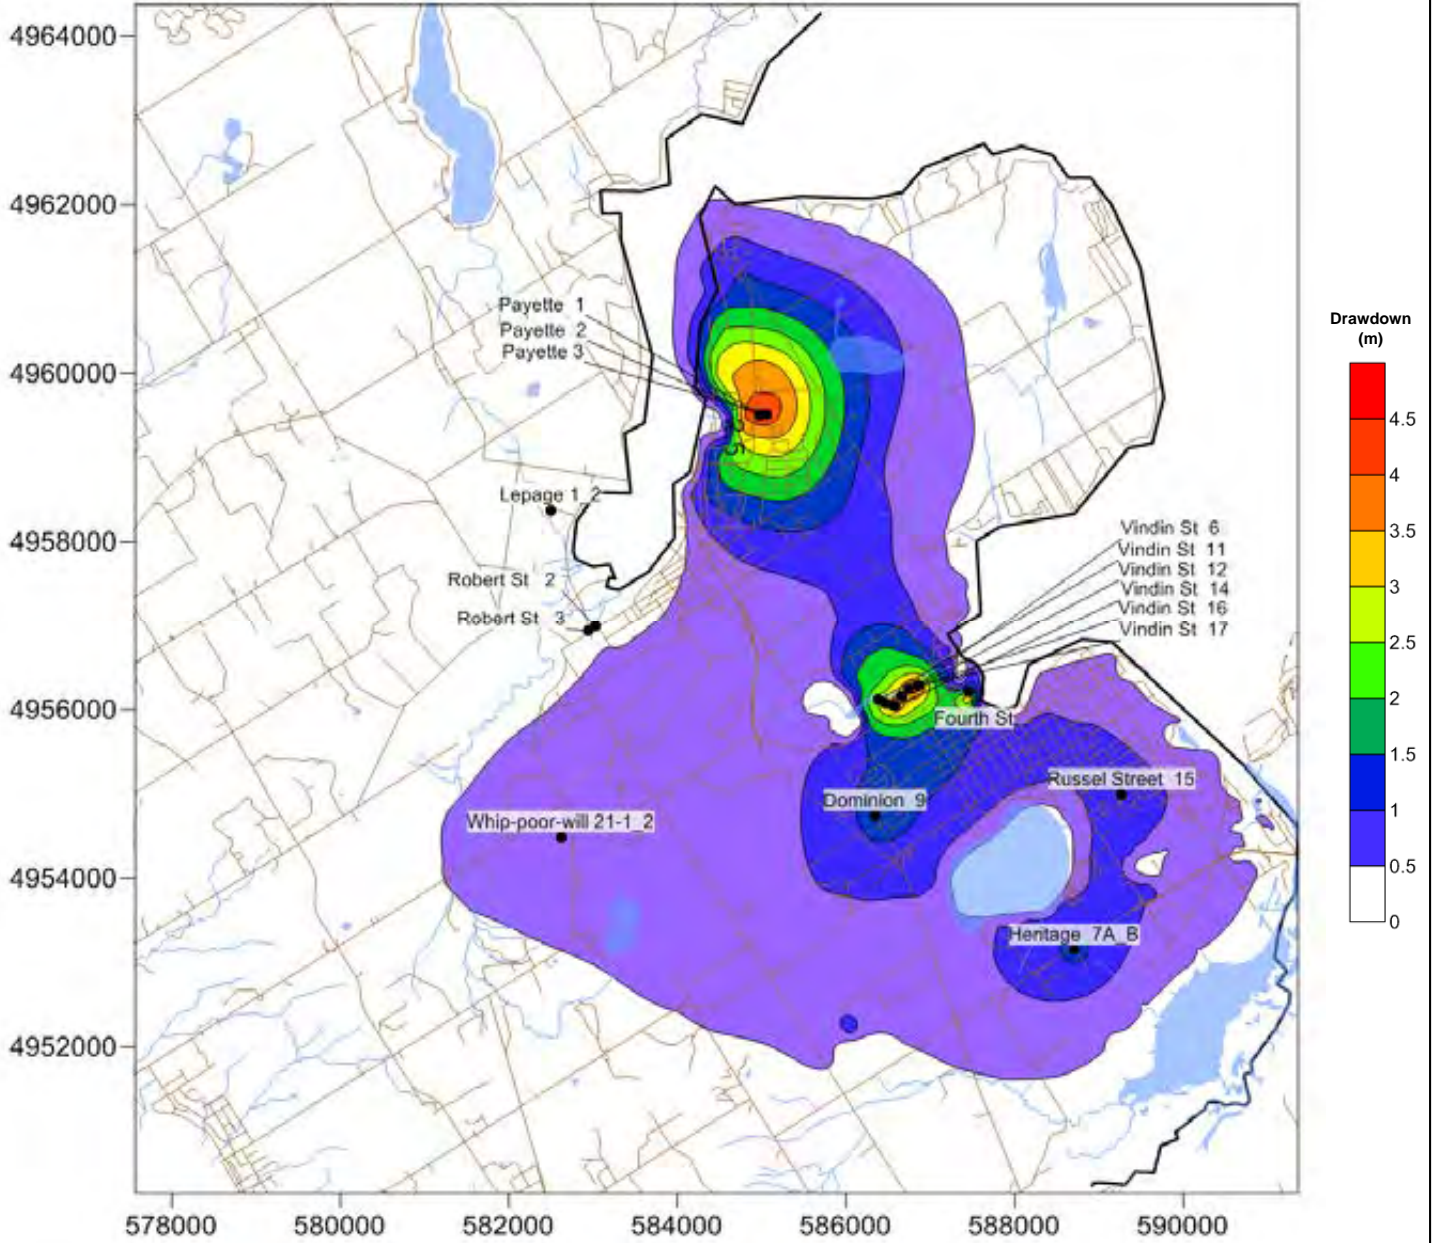 4964000
4962000
4960000
4958000
4956000
4954000
4952000
578000
580000
582000
584000
586000
588000
590000
Payette 1
Payette 2
Payette 3
Lepage 1_2
Robert St 2
Robert St 3
Vindin St 6
Vindin St 11
Vindin St 12
Vindin St 14
Vindin St 16
Vindin St 17
Fourth St
Russel Street 15
Dominion 9
Whip-poor-will 21-1_2
Heritage 7A_B
Drawdown
(m)
4.5
4
3.5
3
2.5
2
1.5
1
0.5
0